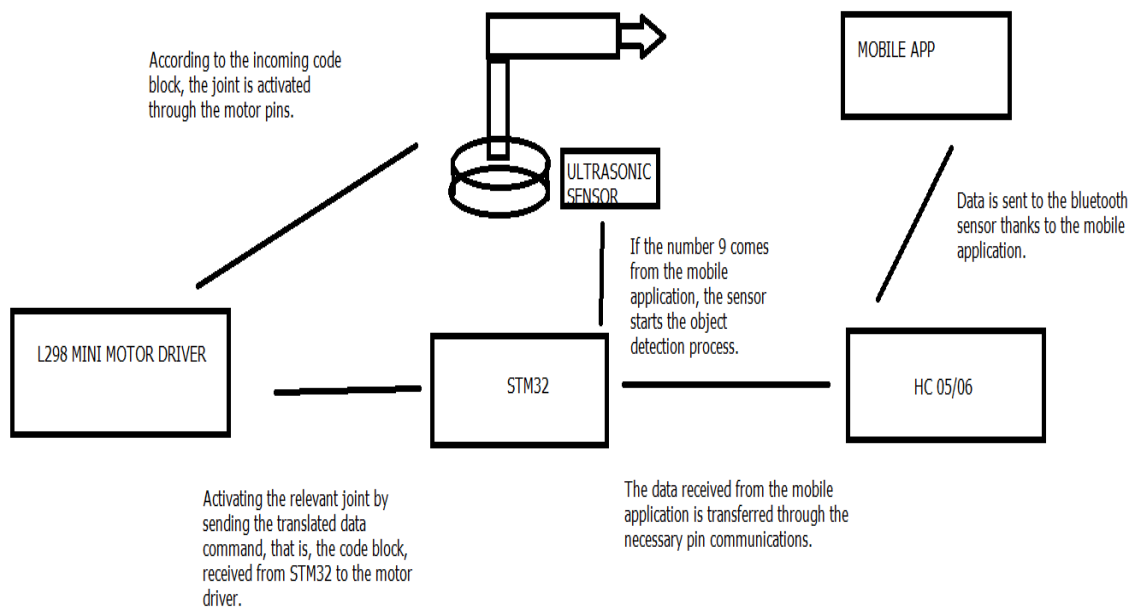 According to the incoming code
block, the joint is activated
through the motor pins.
MOBILE APP
ULTRASONIC
SENSOR
Data is sent to the bluetooth
sensor thanks to the mobile
application.
If the number 9 comes
from the mobile
application, the sensor
starts the object
detection process.
L298 MINI MOTOR DRIVER
STM32
HC 05/06
Activating the relevant joint by
sending the translated data
command, that is, the code block,
received from STM32 to the motor
driver.
The data received from the mobile
application is transferred through the
necessary pin communications.